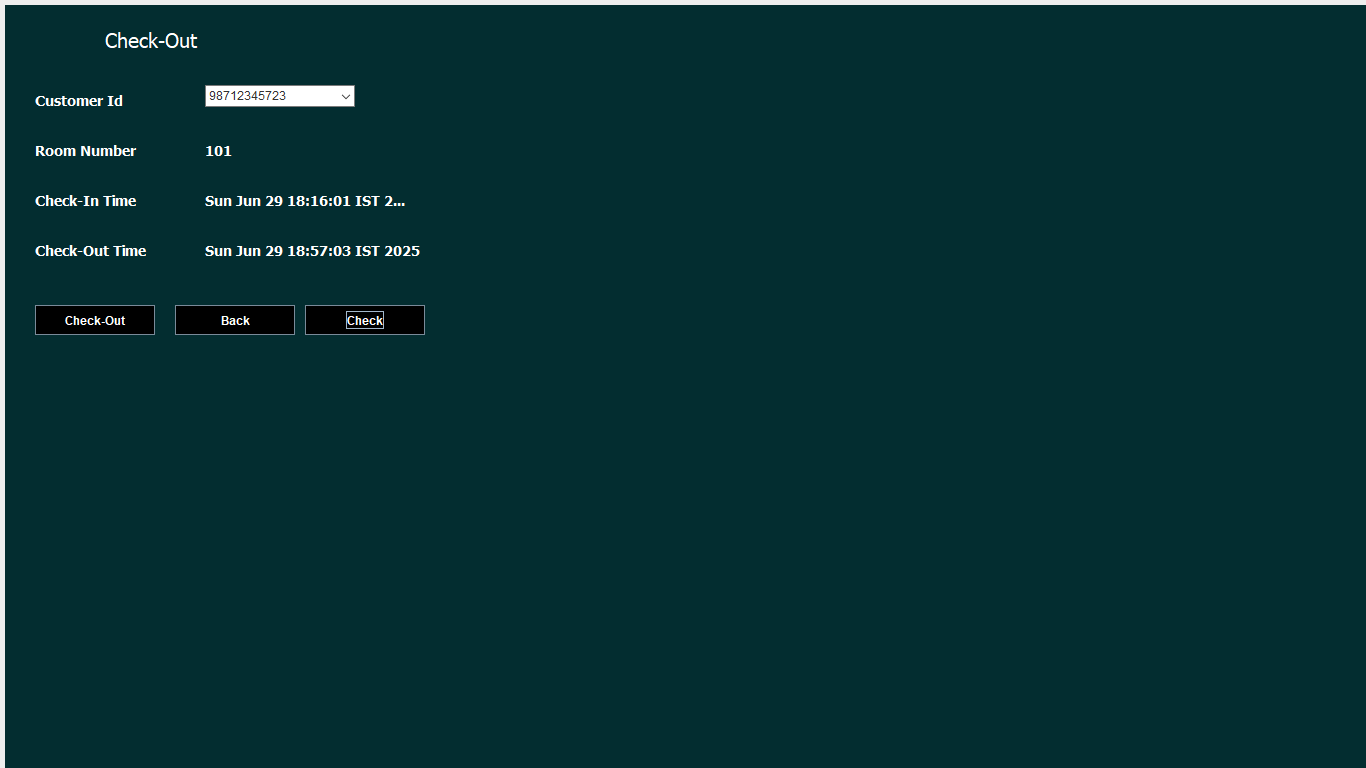 Check-Out
Customer Id 98712345723
Room Number 101
Check-In Time Sun Jun 29 18:16:01 IST 2...
Check-Out Time Sun Jun 29 18:57:03 IST 2025
Check-Out Back Check